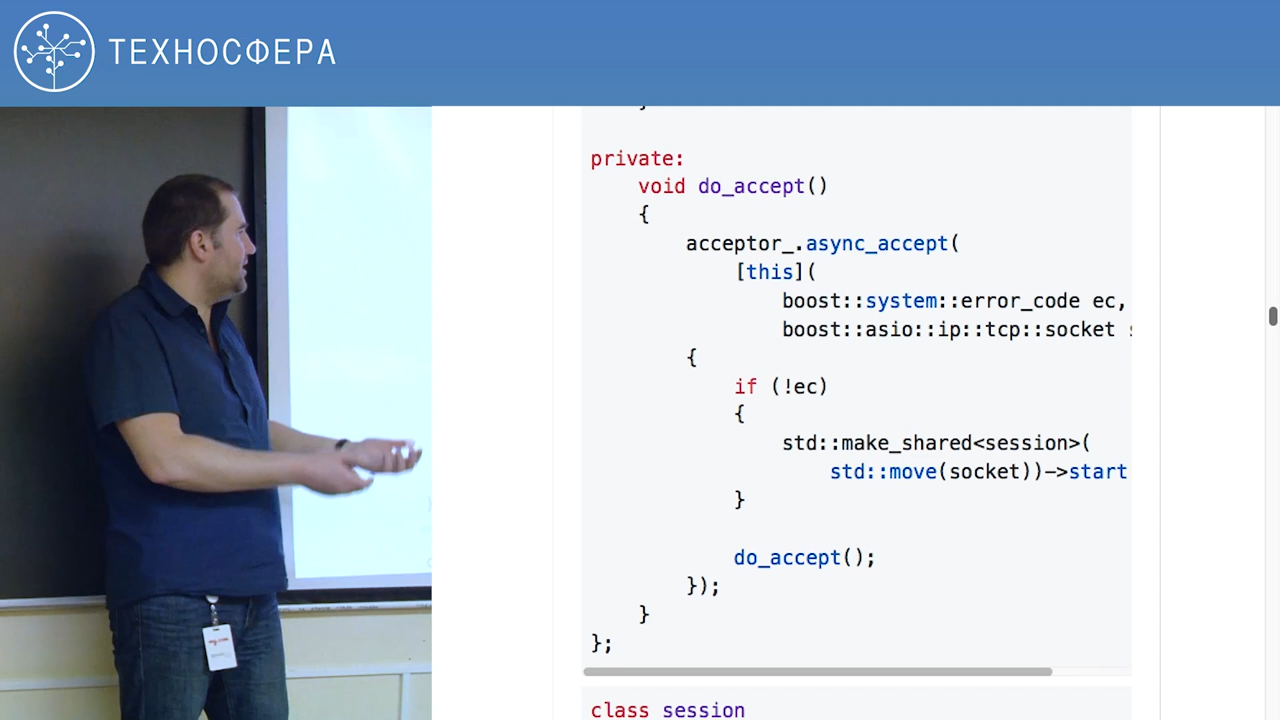 ТЕХНОСФЕРА
private:
void do_accept()
{
acceptor_.async_accept(
[this](
boost::system::error_code ec,
boost::asio::ip::tcp::socket
{
if (!ec)
{
std::make_shared<session>(
std::move(socket))->start
}
do_accept();
});
}
};
class session